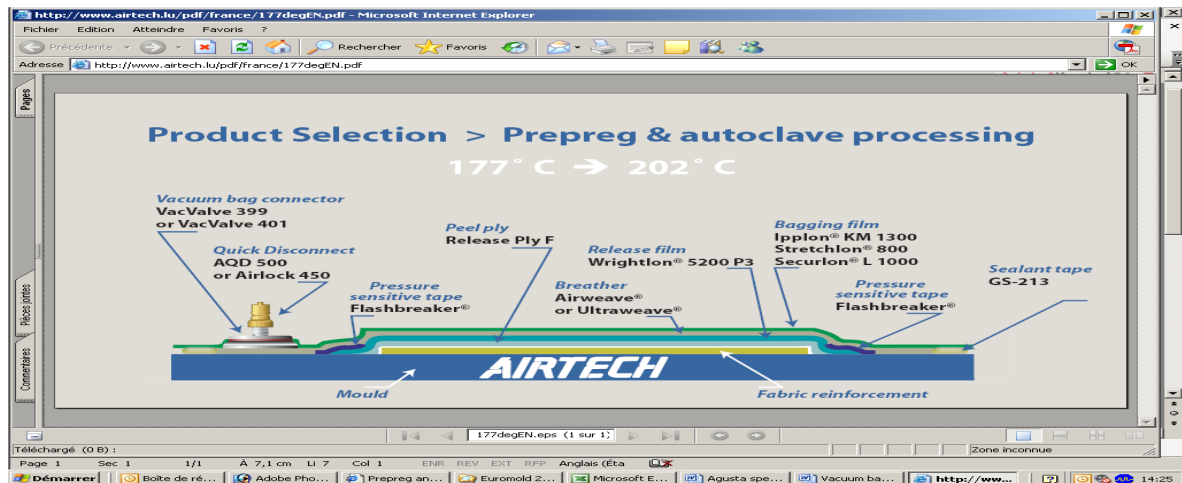 http://www.airtech.lu/pdf/france/177degEN.pdf - Microsoft Internet Explorer
Fichier Edition Atteindre Favoris ?
Précédente Rechercher Favoris
Adresse http://www.airtech.lu/pdf/france/177degEN.pdf OK
Pages
Pièces jointes
Commentaires
Product Selection > Prepreg & autoclave processing
177° C → 202° C
Vacuum bag connector
VacValve 399
or VacValve 401
Quick Disconnect
AQD 500
or Airlock 450
Pressure
sensitive tape
Flashbreaker®
Peel ply
Release Ply F
Breather
Airweave®
or Ultraweave®
Release film
Wrightlon® 5200 P3
Bagging film
Ipplon® KM 1300
Stretchlon® 800
Securlon® L 1000
Pressure
sensitive tape
Flashbreaker®
Sealant tape
GS-213
AIRTECH
Mould
Fabric reinforcement
177degEN.eps (1 sur 1)
Téléchargé (0 B) :
Zone inconnue
Page 1 Sec 1 1/1 À 7,1 cm Li 7 Col 1 ENR REV EXT RFP Anglais (Éta
Démarrer Boîte de ré... Adobe Pho... Prepreg an... Euromold 2... Microsoft E... Agusta spe... Vacuum ba... http://ww... 14:25